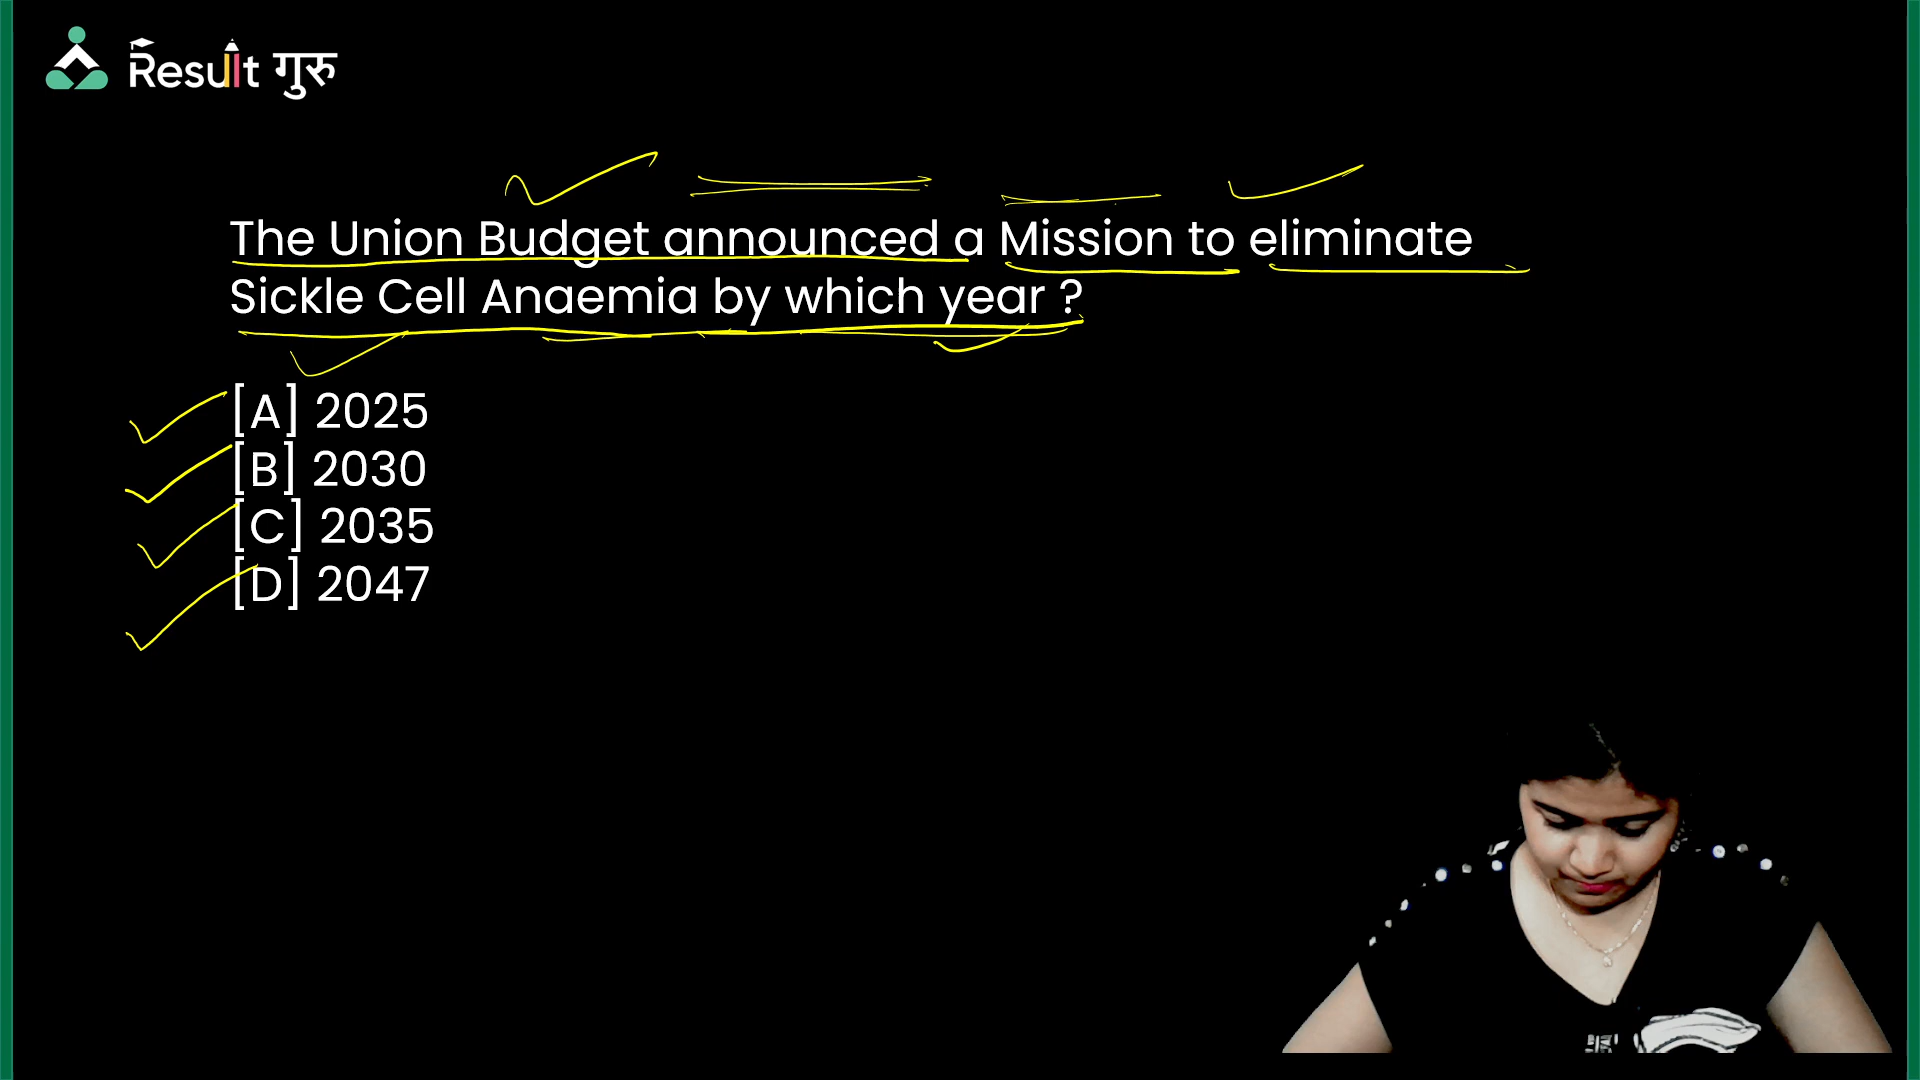 Result गुरु
The Union Budget announced a Mission to eliminate
Sickle Cell Anaemia by which year ?
[A] 2025
[B] 2030
[C] 2035
[D] 2047